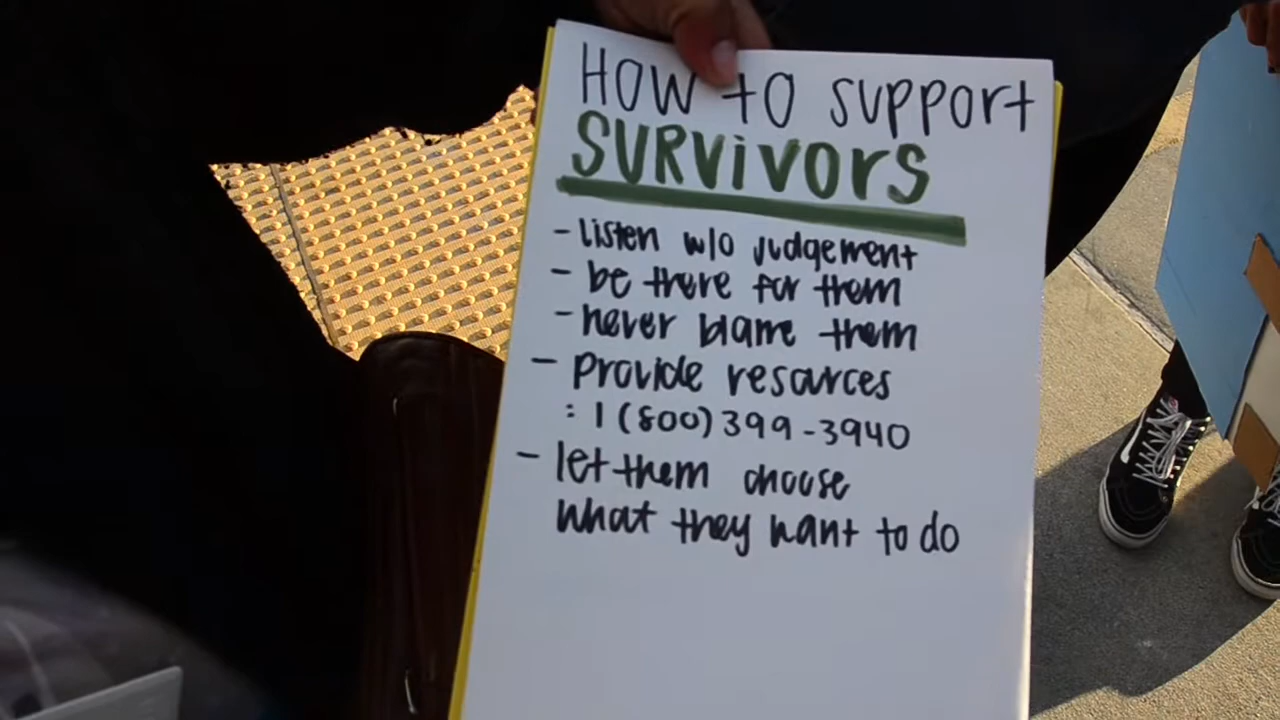 How to support
SURVIVORS
- listen w/o judgement
- be there for them
- never blame them
- Provide resources
: 1 (800) 399-3940
- let them choose
what they want to do